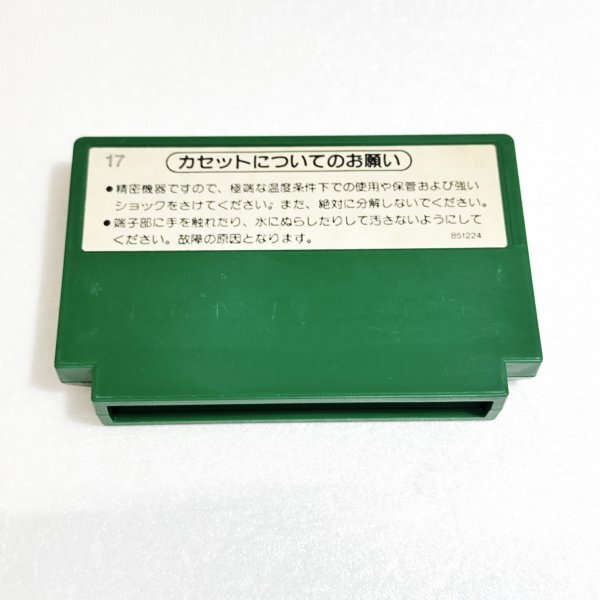 17
カセットについてのお願い
●精密機器ですので、極端な温度条件下での使用や保管および強い
ショックをさけてください。また、絶対に分解しないでください。
●端子部に手を触れたり、水にぬらしたりして汚さないようにして
ください。故障の原因となります。
851224